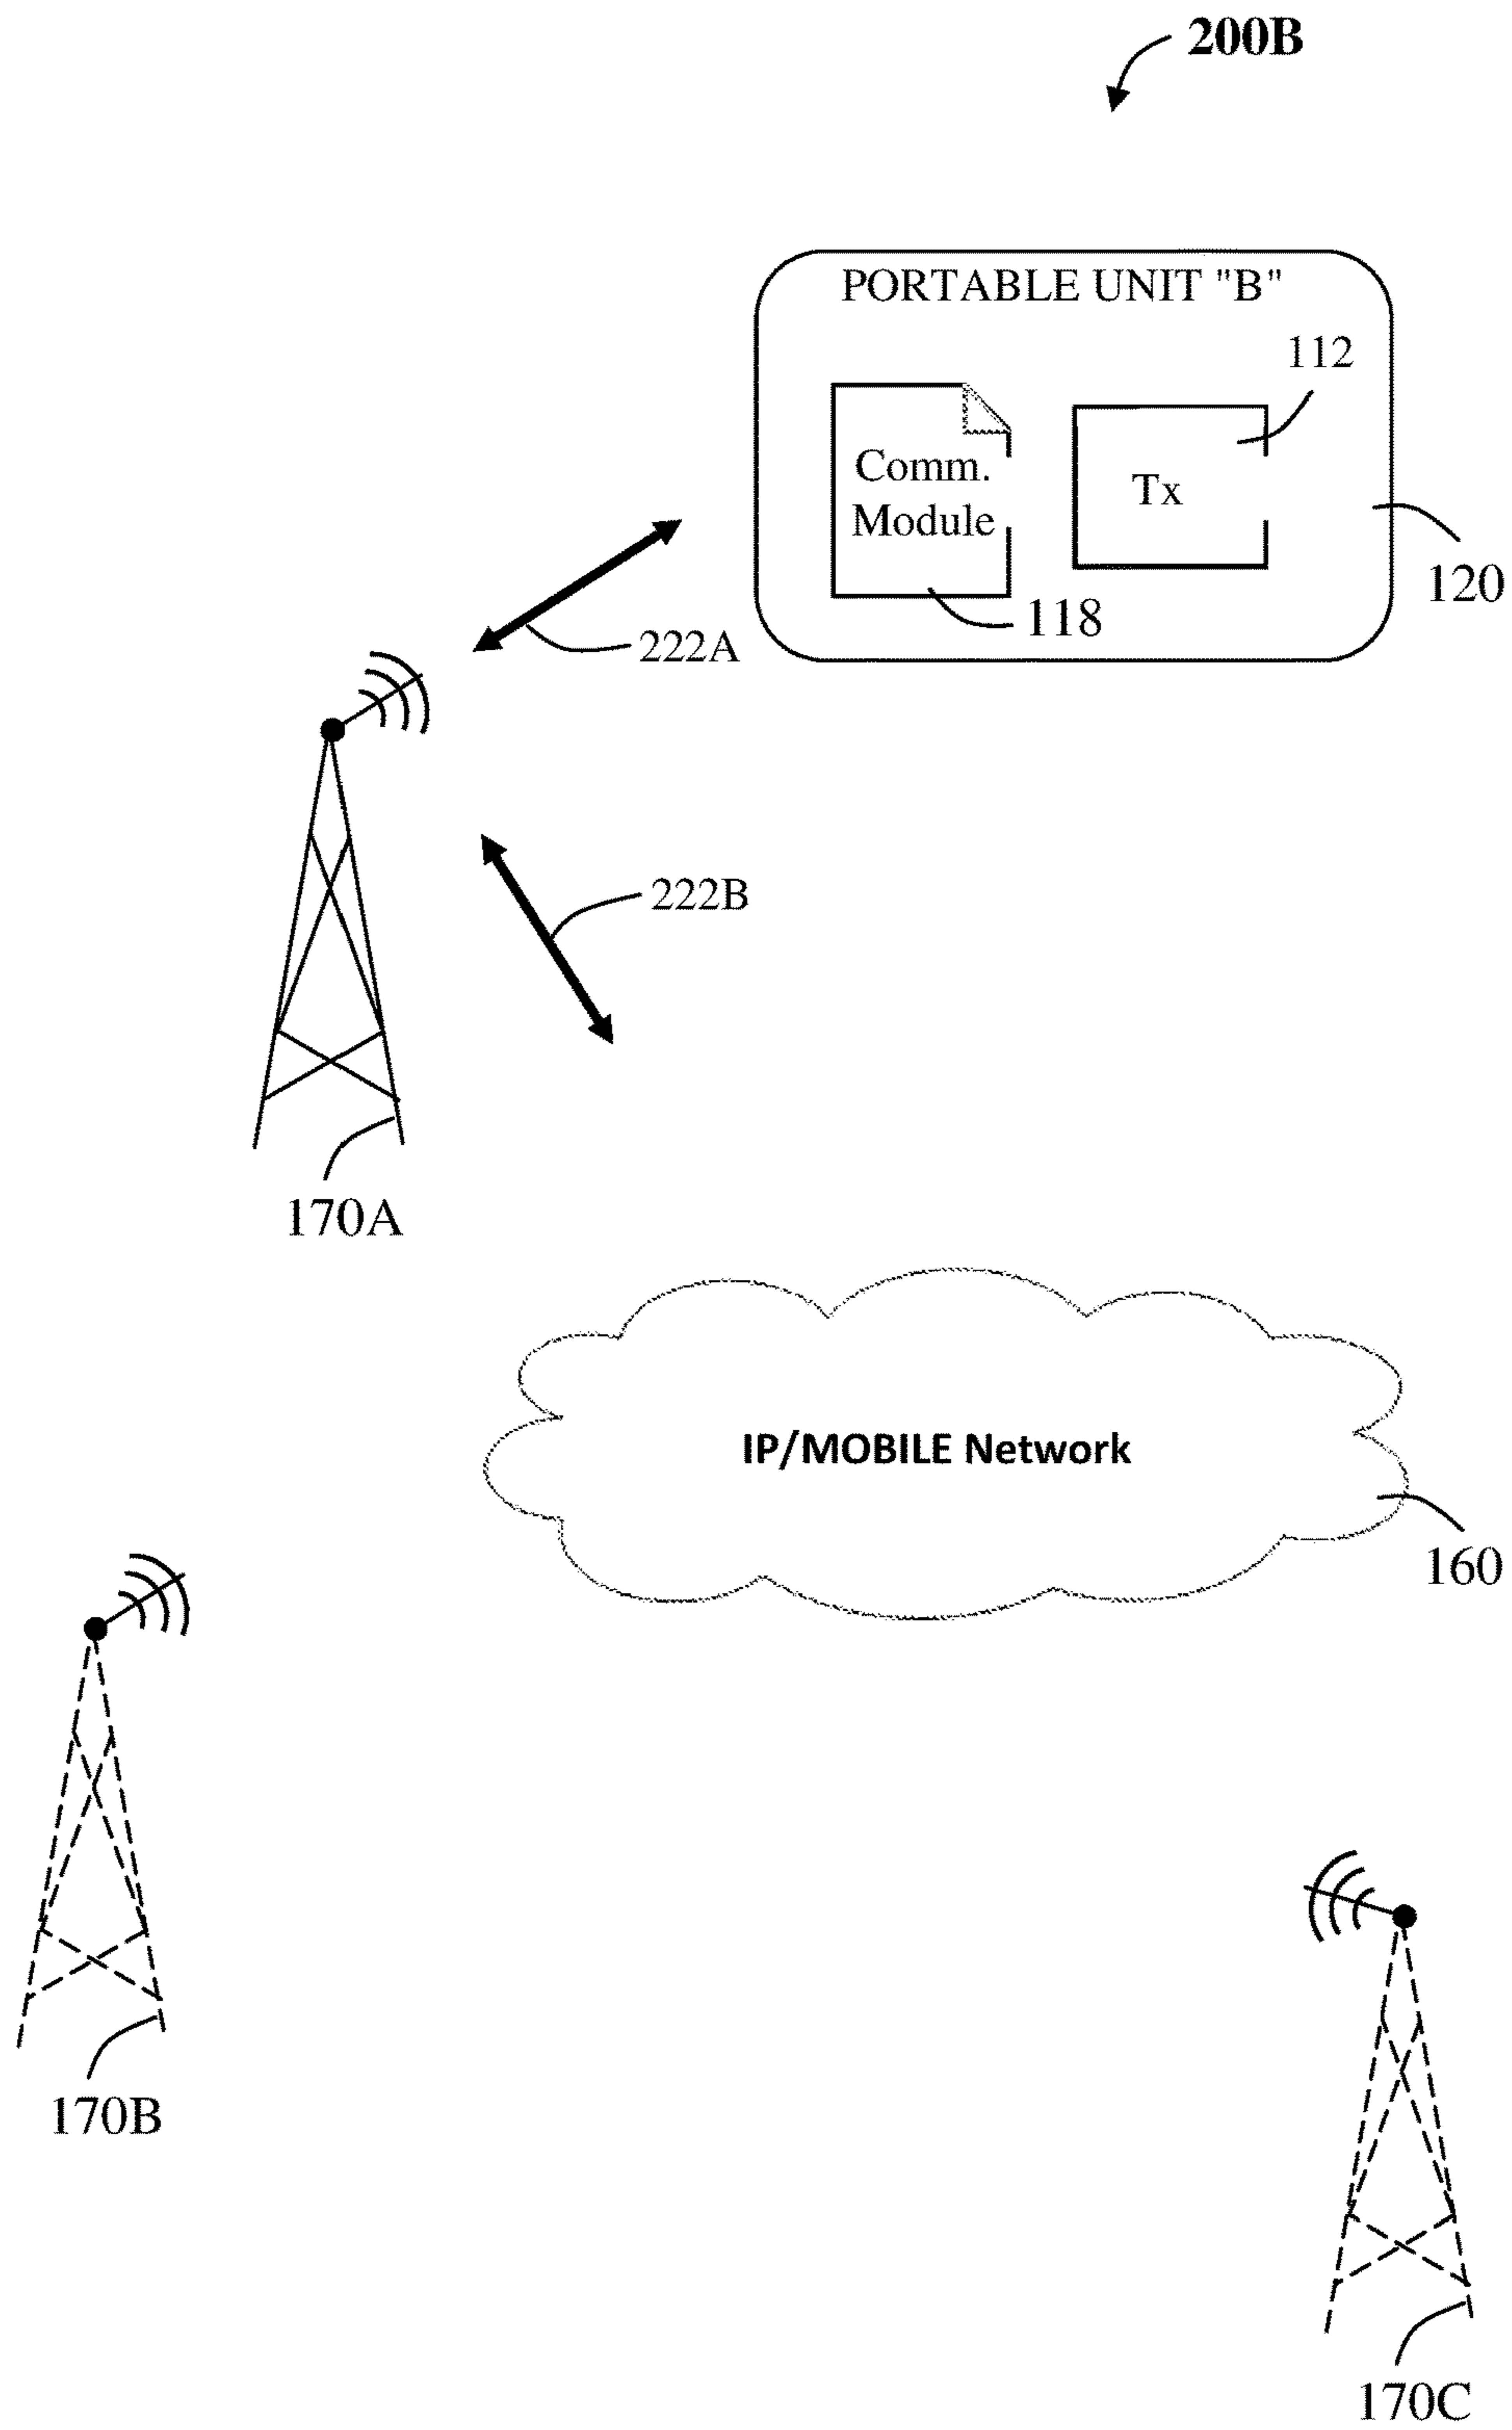 200B
PORTABLE UNIT "B"
112
Comm.
Module
Tx
120
118
222A
222B
170A
IP/MOBILE Network
160
170B
170C